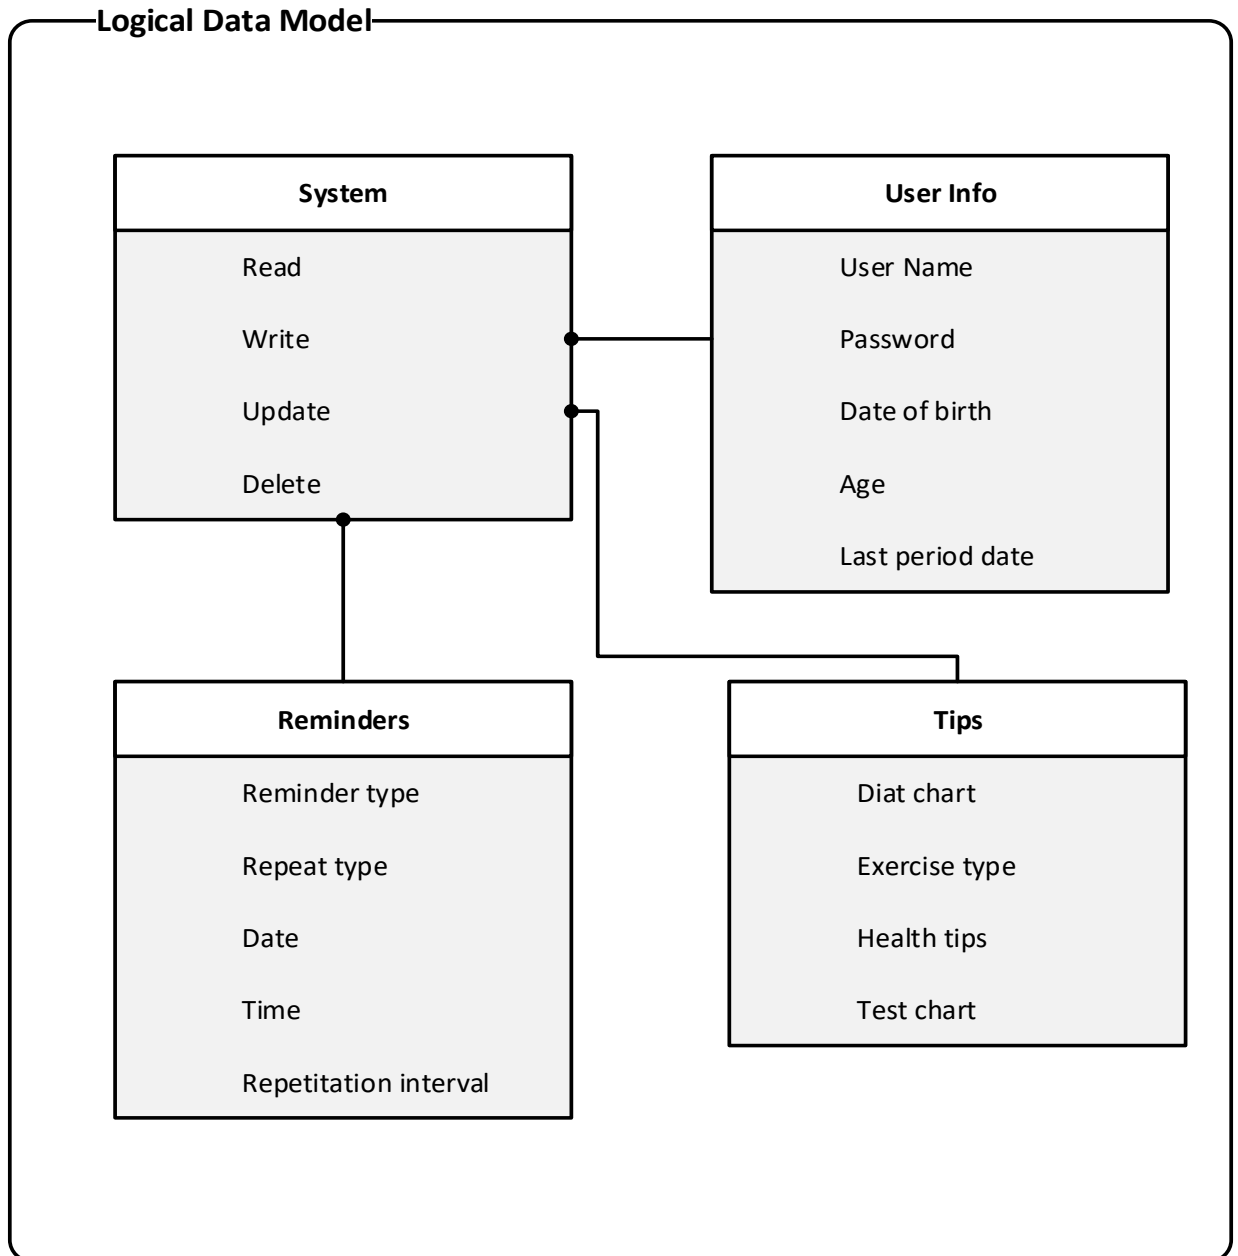 Logical Data Model
System
Read
Write
Update
Delete
User Info
User Name
Password
Date of birth
Age
Last period date
Reminders
Reminder type
Repeat type
Date
Time
Repetitation interval
Tips
Diat chart
Exercise type
Health tips
Test chart